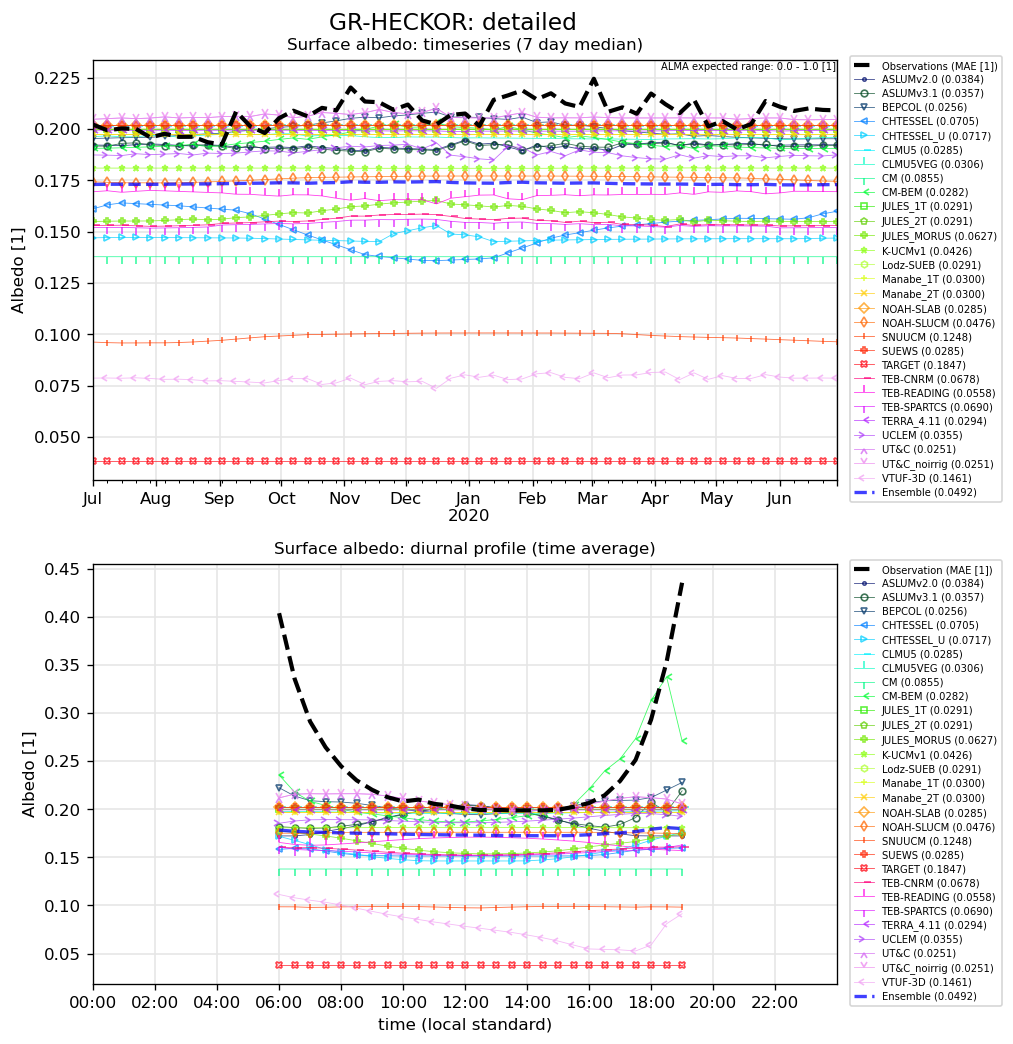 GR-HECKOR: detailed
Surface albedo: timeseries (7 day median)
ALMA expected range: 0.0 - 1.0 [1]
Albedo [1]
0.225
0.200
0.175
0.150
0.125
0.100
0.075
0.050
Jul Aug Sep Oct Nov Dec Jan Feb Mar Apr May Jun
2020
Observations (MAE [1])
ASLUMv2.0 (0.0384)
ASLUMv3.1 (0.0357)
BEPCOL (0.0256)
CHTESSEL (0.0705)
CHTESSEL_U (0.0717)
CLMU5 (0.0285)
CLMU5VEG (0.0306)
CM (0.0855)
CM-BEM (0.0282)
JULES_1T (0.0291)
JULES_2T (0.0291)
JULES_MORUS (0.0627)
K-UCMv1 (0.0426)
Lodz-SUEB (0.0291)
Manabe_1T (0.0300)
Manabe_2T (0.0300)
NOAH-SLAB (0.0285)
NOAH-SLUCM (0.0476)
SNUUCM (0.1248)
SUEWS (0.0285)
TARGET (0.1847)
TEB-CNRM (0.0678)
TEB-READING (0.0558)
TEB-SPARTCS (0.0690)
TERRA_4.11 (0.0294)
UCLEM (0.0355)
UT&C (0.0251)
UT&C_noirrig (0.0251)
VTUF-3D (0.1461)
Ensemble (0.0492)
Surface albedo: diurnal profile (time average)
Albedo [1]
0.45
0.40
0.35
0.30
0.25
0.20
0.15
0.10
0.05
00:00 02:00 04:00 06:00 08:00 10:00 12:00 14:00 16:00 18:00 20:00 22:00
time (local standard)
Observation (MAE [1])
ASLUMv2.0 (0.0384)
ASLUMv3.1 (0.0357)
BEPCOL (0.0256)
CHTESSEL (0.0705)
CHTESSEL_U (0.0717)
CLMU5 (0.0285)
CLMU5VEG (0.0306)
CM (0.0855)
CM-BEM (0.0282)
JULES_1T (0.0291)
JULES_2T (0.0291)
JULES_MORUS (0.0627)
K-UCMv1 (0.0426)
Lodz-SUEB (0.0291)
Manabe_1T (0.0300)
Manabe_2T (0.0300)
NOAH-SLAB (0.0285)
NOAH-SLUCM (0.0476)
SNUUCM (0.1248)
SUEWS (0.0285)
TARGET (0.1847)
TEB-CNRM (0.0678)
TEB-READING (0.0558)
TEB-SPARTCS (0.0690)
TERRA_4.11 (0.0294)
UCLEM (0.0355)
UT&C (0.0251)
UT&C_noirrig (0.0251)
VTUF-3D (0.1461)
Ensemble (0.0492)